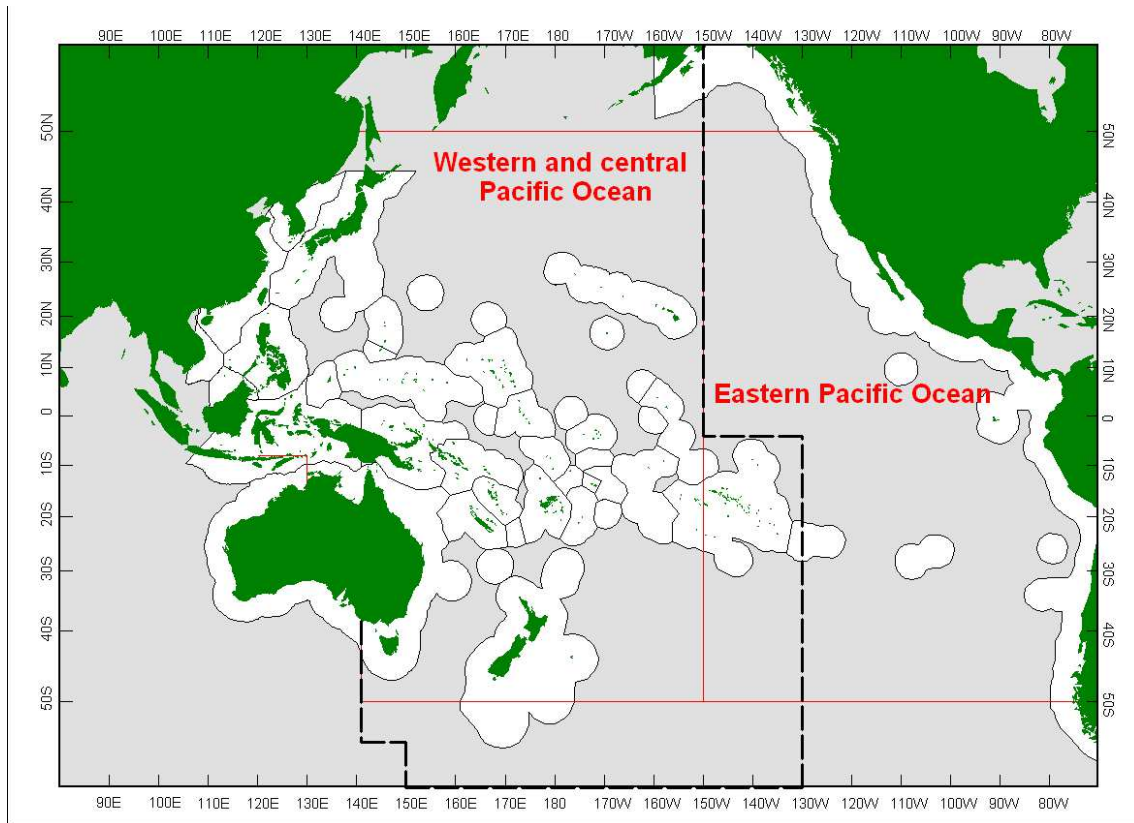 90E 100E 110E 120E 130E 140E 150E 160E 170E 180 170W 160W 150W 140W 130W 120W 110W 100W 90W 80W
50N 50N
Western and central
Pacific Ocean
40N 40N
30N 30N
20N 20N
10N 10N
Eastern Pacific Ocean
0 0
10S 10S
20S 20S
30S 30S
40S 40S
50S 50S
90E 100E 110E 120E 130E 140E 150E 160E 170E 180 170W 160W 150W 140W 130W 120W 110W 100W 90W 80W